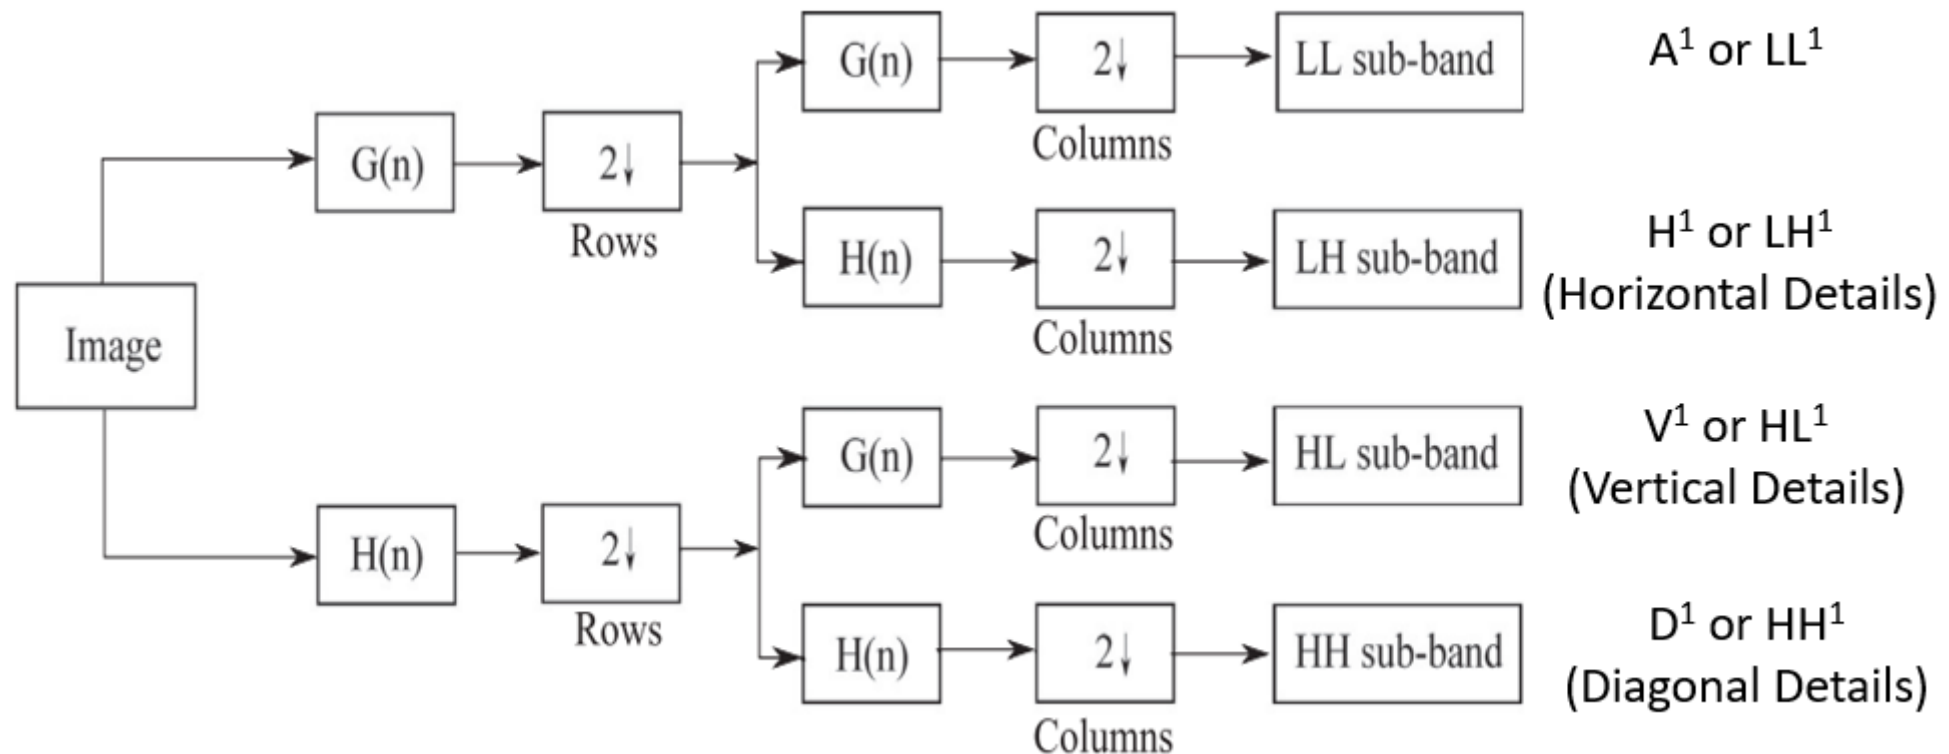 G(n)
2↓
Columns
LL sub-band
A¹ or LL¹
G(n)
2↓
Rows
H(n)
2↓
Columns
LH sub-band
H¹ or LH¹
(Horizontal Details)
Image
G(n)
2↓
Columns
HL sub-band
V¹ or HL¹
(Vertical Details)
H(n)
2↓
Rows
H(n)
2↓
Columns
HH sub-band
D¹ or HH¹
(Diagonal Details)